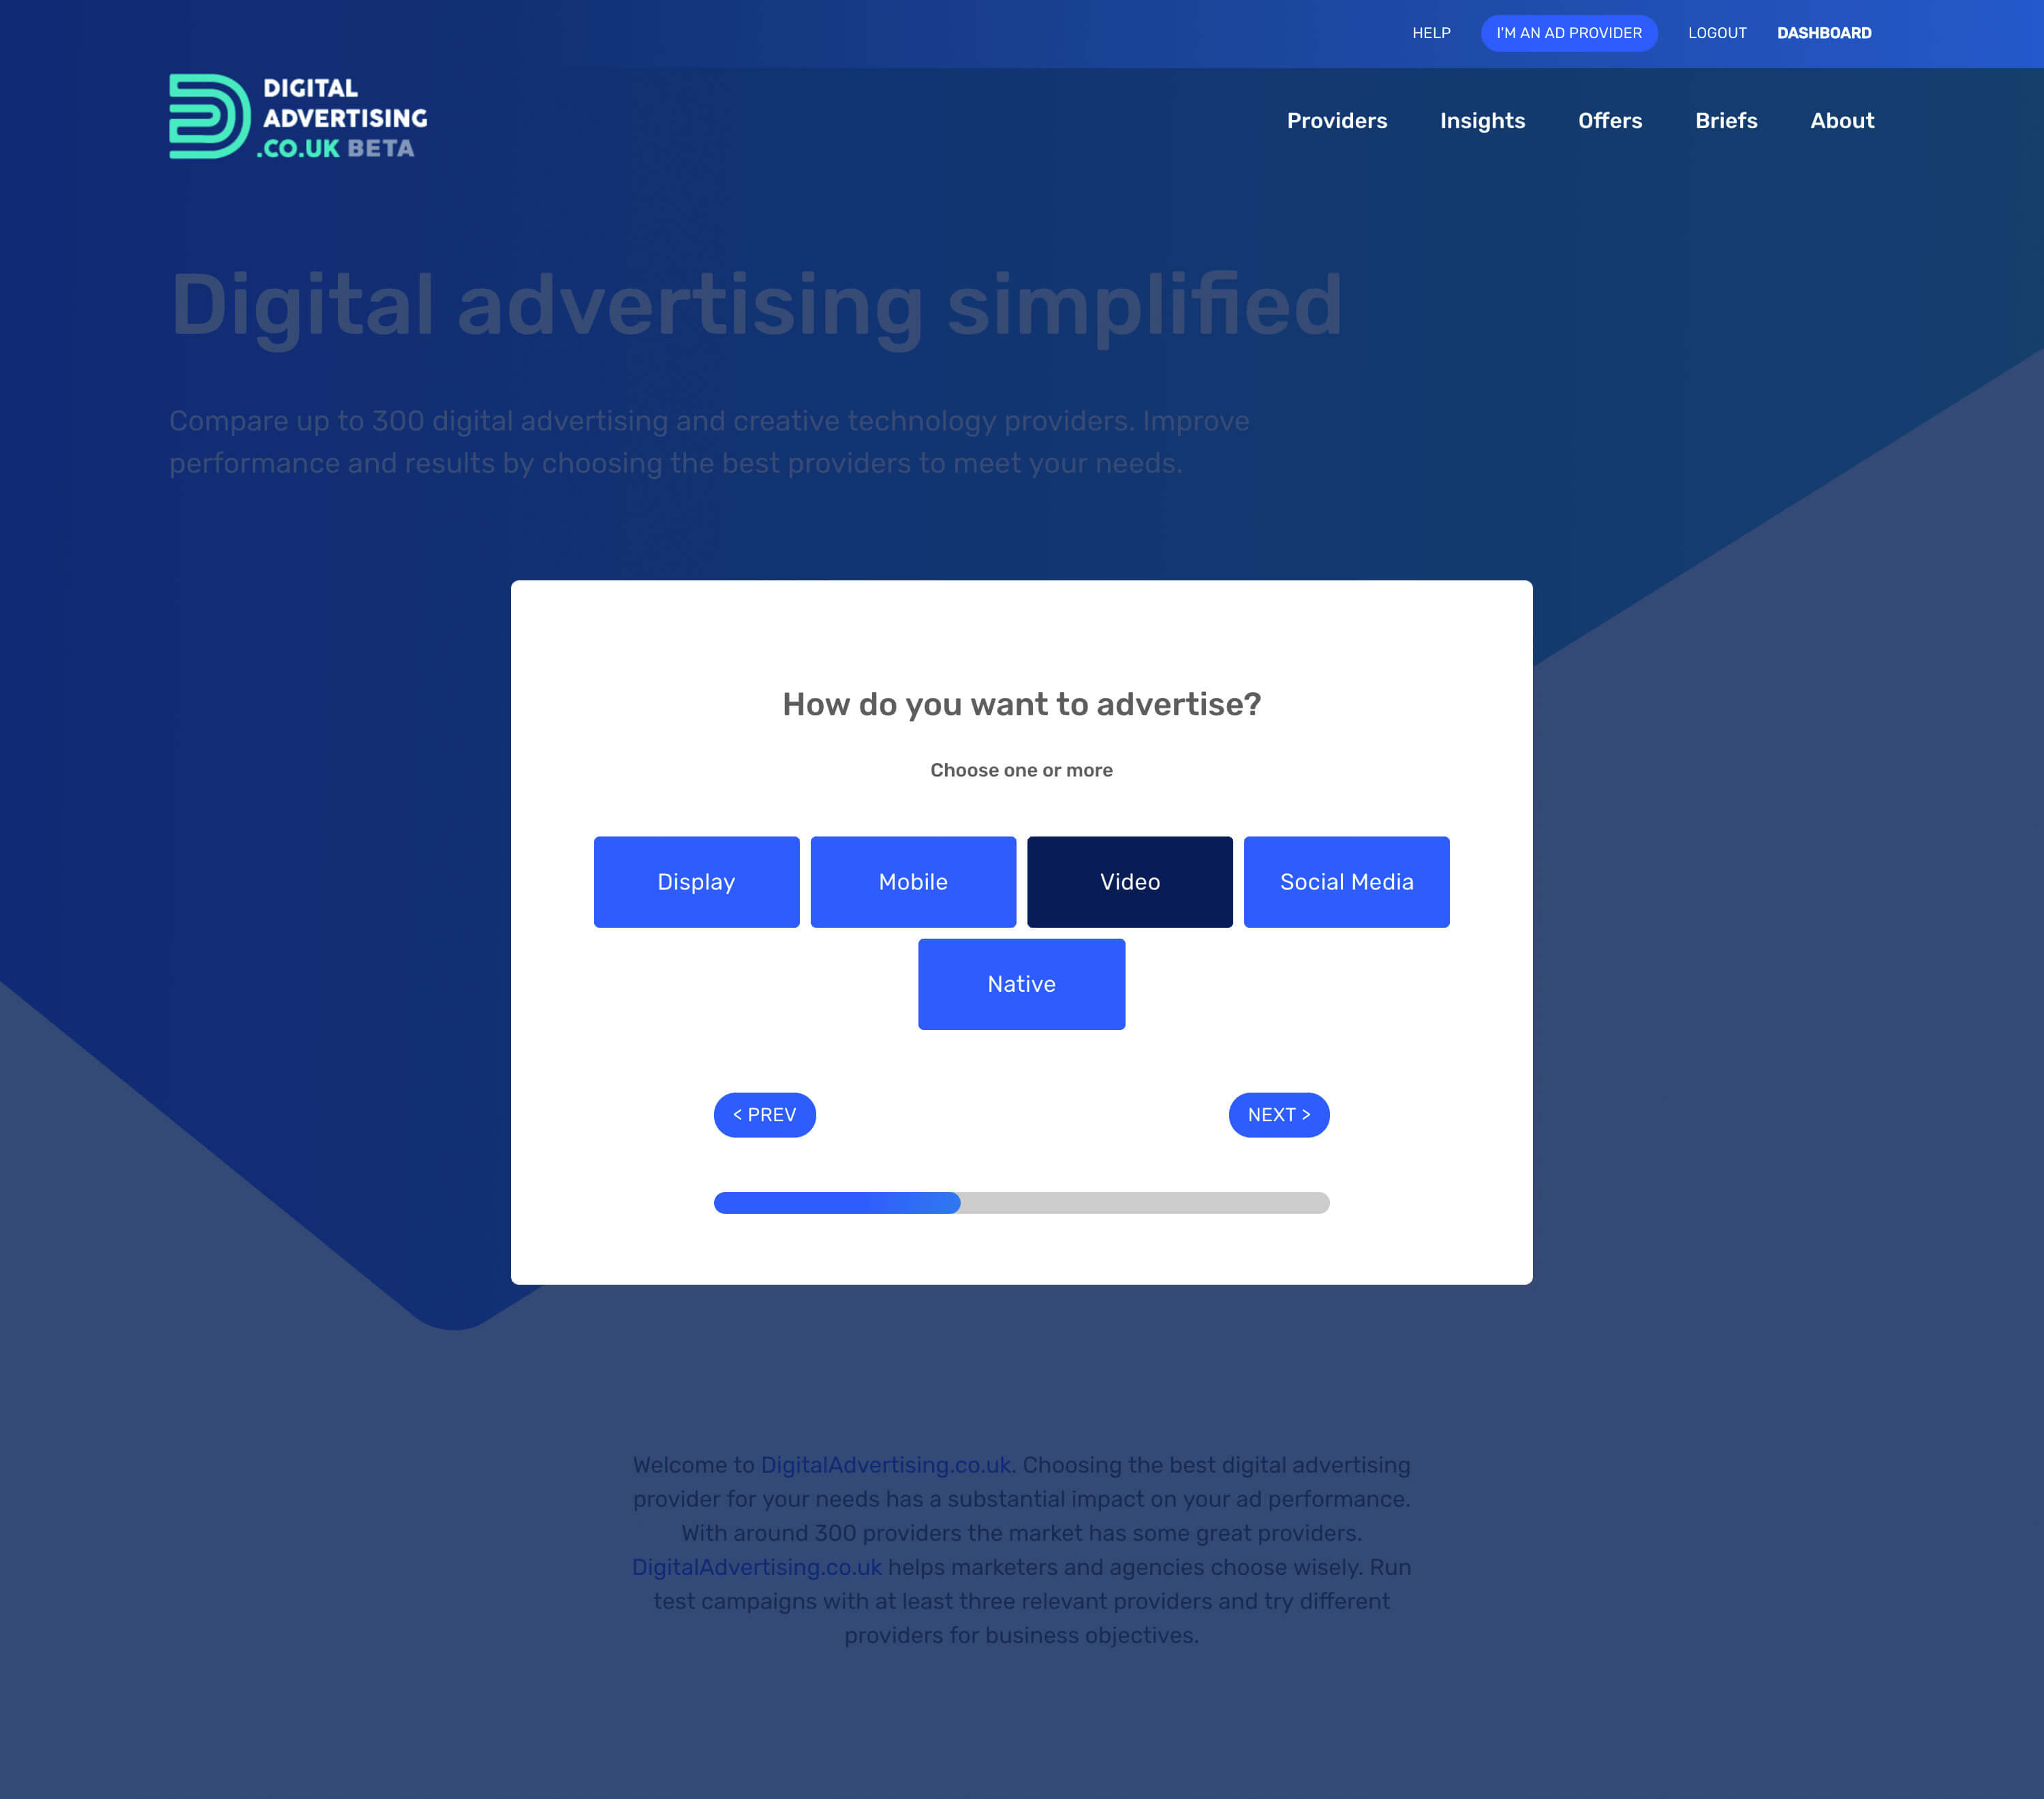 HELP I'M AN AD PROVIDER LOGOUT DASHBOARD
DIGITAL
ADVERTISING
.CO.UK BETA
Providers Insights Offers Briefs About
Digital advertising simplified
Compare up to 300 digital advertising and creative technology providers. Improve
performance and results by choosing the best providers to meet your needs.
How do you want to advertise?
Choose one or more
Display Mobile Video Social Media
Native
< PREV NEXT >
Welcome to DigitalAdvertising.co.uk. Choosing the best digital advertising
provider for your needs has a substantial impact on your ad performance.
With around 300 providers the market has some great providers.
DigitalAdvertising.co.uk helps marketers and agencies choose wisely. Run
test campaigns with at least three relevant providers and try different
providers for business objectives.